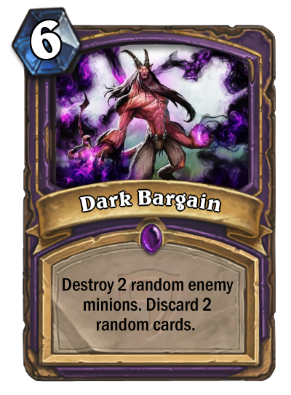 6
Dark Bargain
Destroy 2 random enemy
minions. Discard 2
random cards.